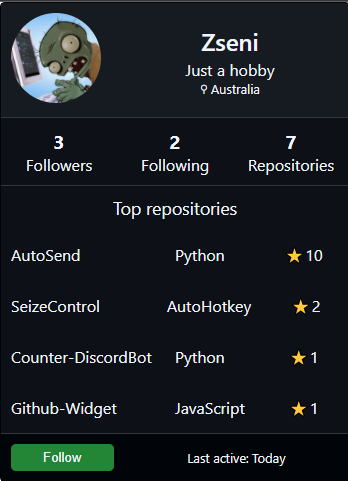 Zseni
Just a hobby
Australia
3 2 7
Followers Following Repositories
Top repositories
AutoSend Python 10
SeizeControl AutoHotkey 2
Counter-DiscordBot Python 1
Github-Widget JavaScript 1
Follow Last active: Today